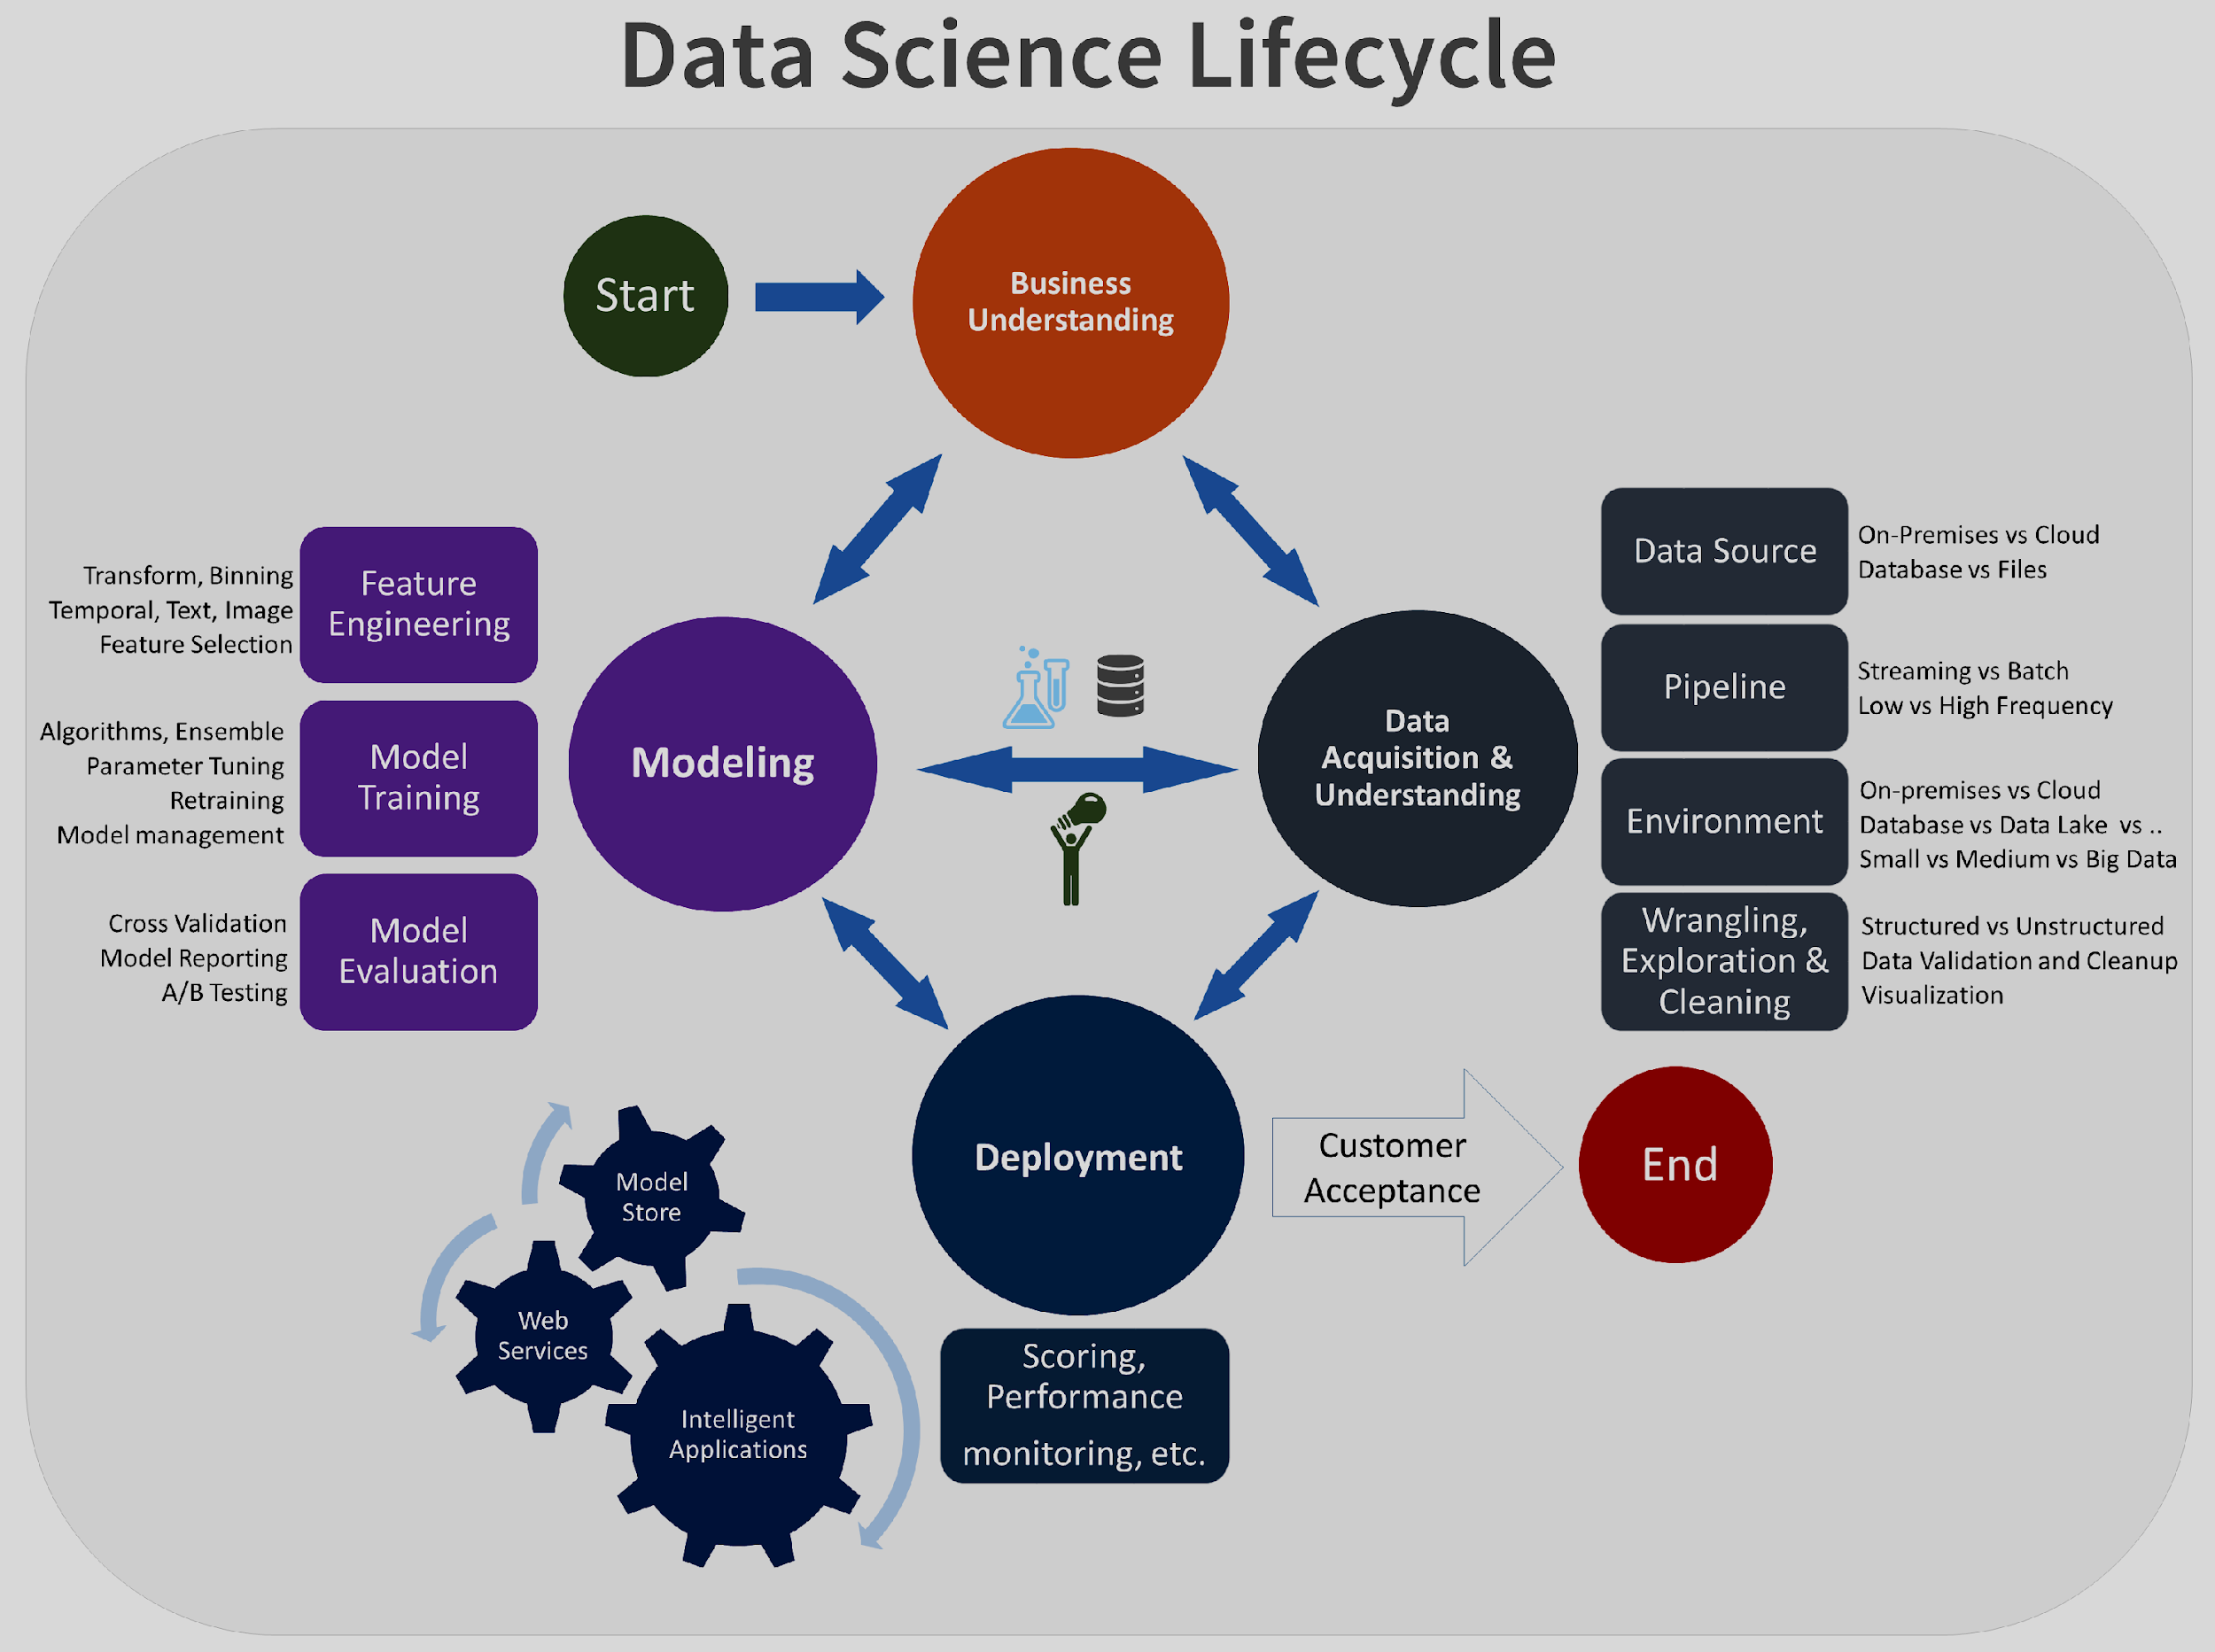 Data Science Lifecycle
Start
Business
Understanding
Transform, Binning
Temporal, Text, Image
Feature Selection
Feature
Engineering
Algorithms, Ensemble
Parameter Tuning
Retraining
Model management
Model
Training
Cross Validation
Model Reporting
A/B Testing
Model
Evaluation
Modeling
Data
Acquisition &
Understanding
Data Source
On-Premises vs Cloud
Database vs Files
Pipeline
Streaming vs Batch
Low vs High Frequency
Environment
On-premises vs Cloud
Database vs Data Lake vs ..
Small vs Medium vs Big Data
Wrangling,
Exploration &
Cleaning
Structured vs Unstructured
Data Validation and Cleanup
Visualization
Model
Store
Web
Services
Intelligent
Applications
Deployment
Customer
Acceptance
End
Scoring,
Performance
monitoring, etc.